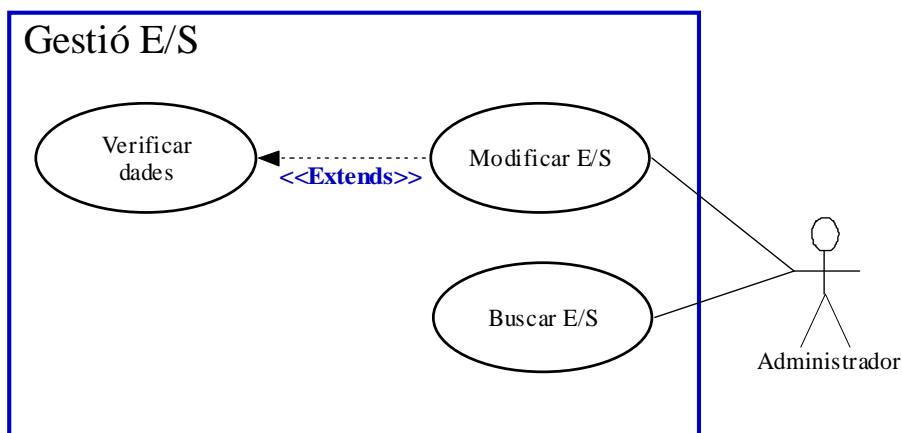 Gestió E/S
Verificar
dades
<<Extends>>
Modificar E/S
Buscar E/S
Administrador